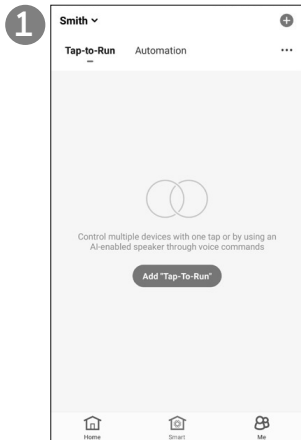 1
Smith
Tap-to-Run Automation
Control multiple devices with one tap or by using an
AI-enabled speaker through voice commands
Add "Tap-To-Run"
Home Smart Me